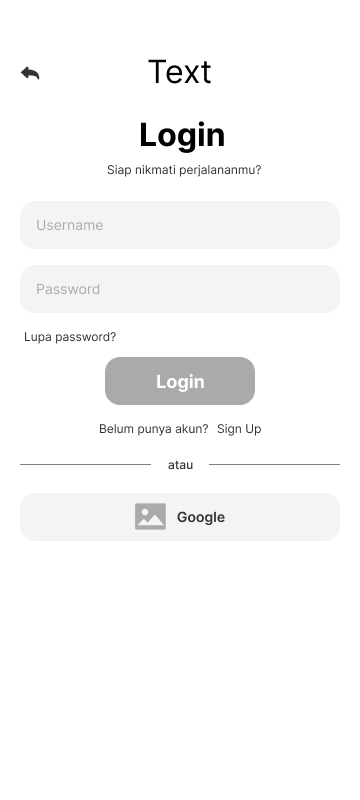 Text
Login
Siap nikmati perjalananmu?
Username
Password
Lupa password?
Login
Belum punya akun? Sign Up
atau
Google